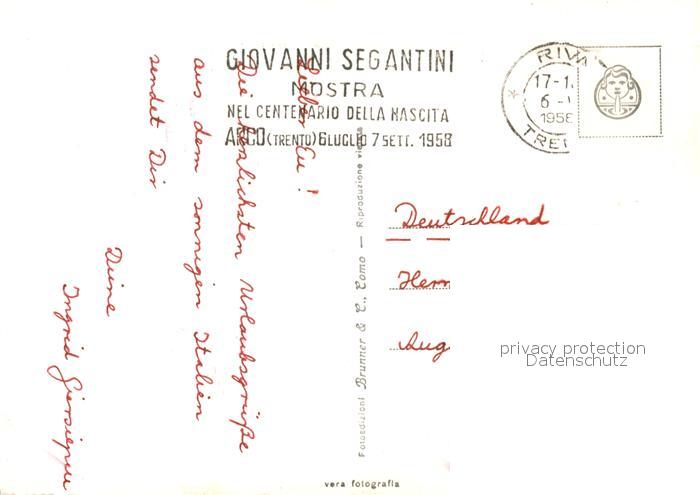 GIOVANNI SEGANTINI
MOSTRA
NEL CENTENARIO DELLA NASCITA
ARCO (TRENTO) 6 LUGLIO 7 SETT. 1958
RIVA
17-1
6 -
1958
TRE
Lieber Eu !
Die herzlichsten Urlaubsgrüße
aus dem sonnigen Italien
sendet Dir
Deine
Ingrid
Fotoedizioni Brunner & C., Como — Riproduzione vietata
Deutschland
Herrn
Aug
privacy protection
Datenschutz
vera fotografia